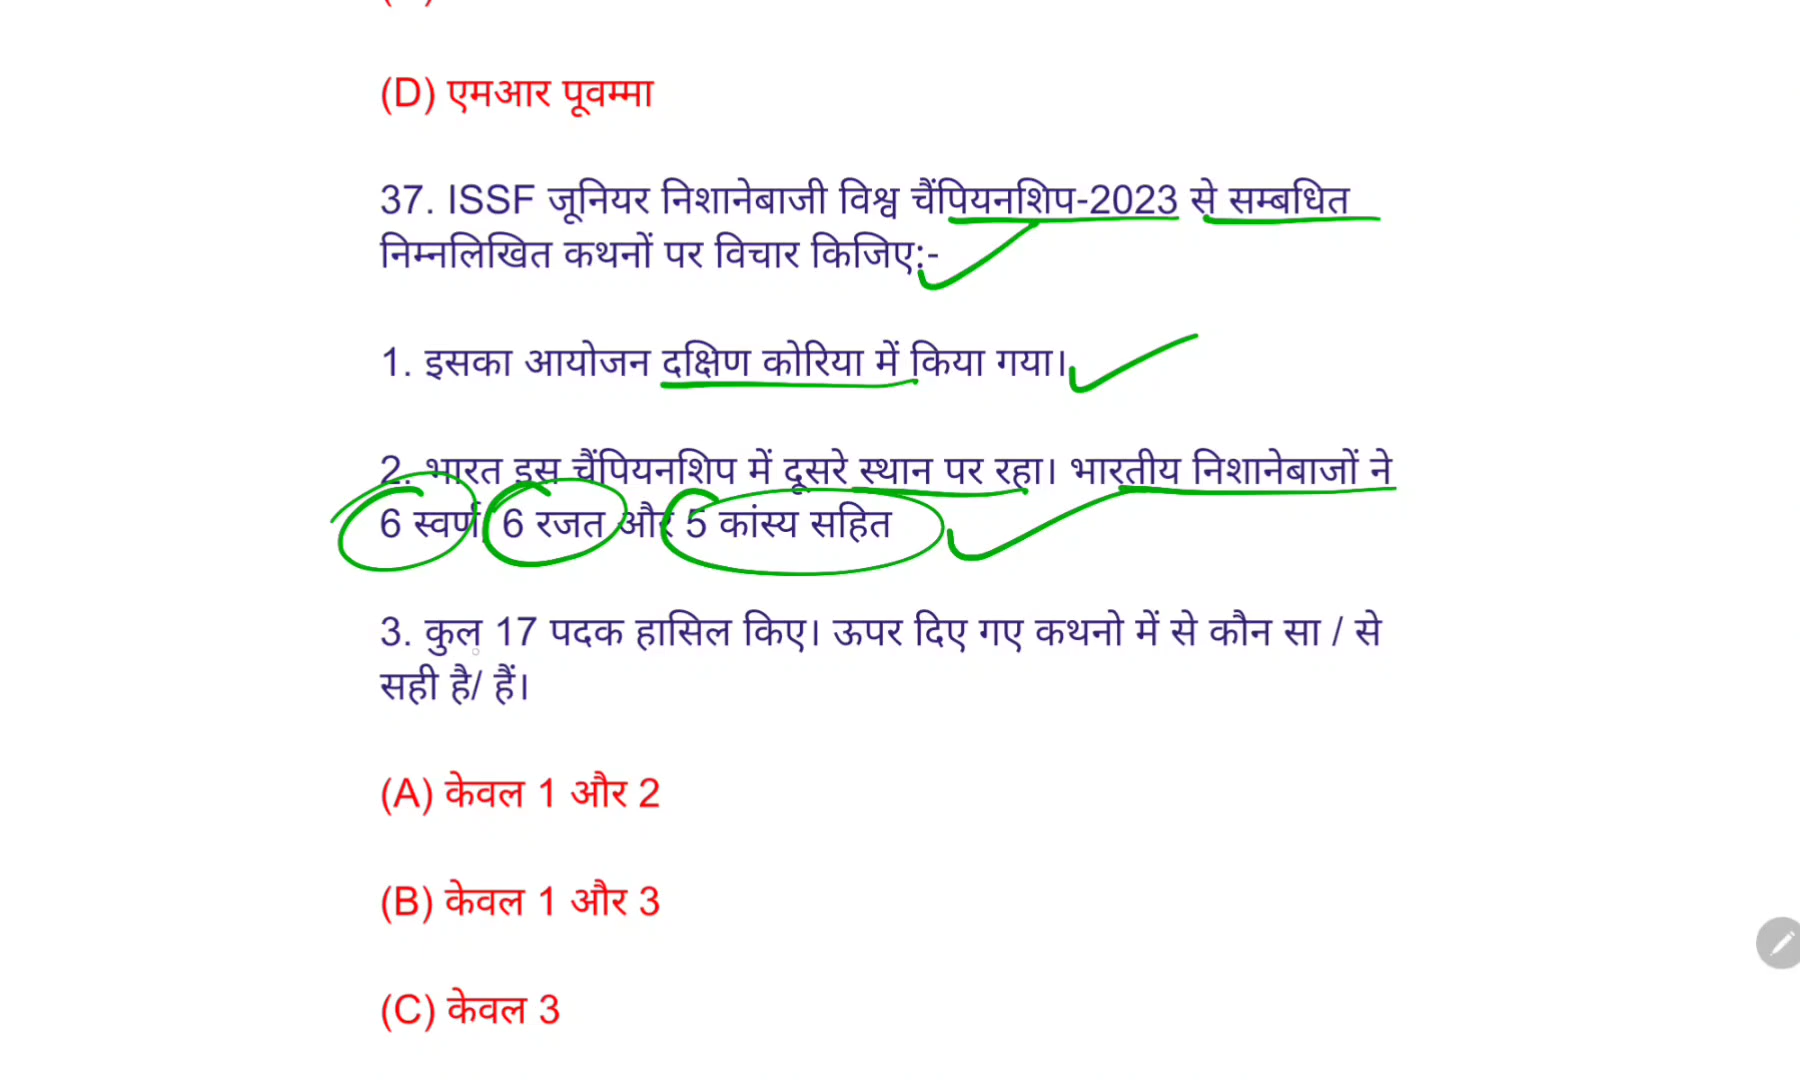 (D) एमआर पूवम्मा
37. ISSF जूनियर निशानेबाजी विश्व चैंपियनशिप-2023 से सम्बधित
निम्नलिखित कथनों पर विचार किजिए:-
1. इसका आयोजन दक्षिण कोरिया में किया गया।
2. भारत इस चैंपियनशिप में दूसरे स्थान पर रहा। भारतीय निशानेबाजों ने
6 स्वर्ण, 6 रजत और 5 कांस्य सहित
3. कुल 17 पदक हासिल किए। ऊपर दिए गए कथनो में से कौन सा / से
सही है/ हैं।
(A) केवल 1 और 2
(B) केवल 1 और 3
(C) केवल 3